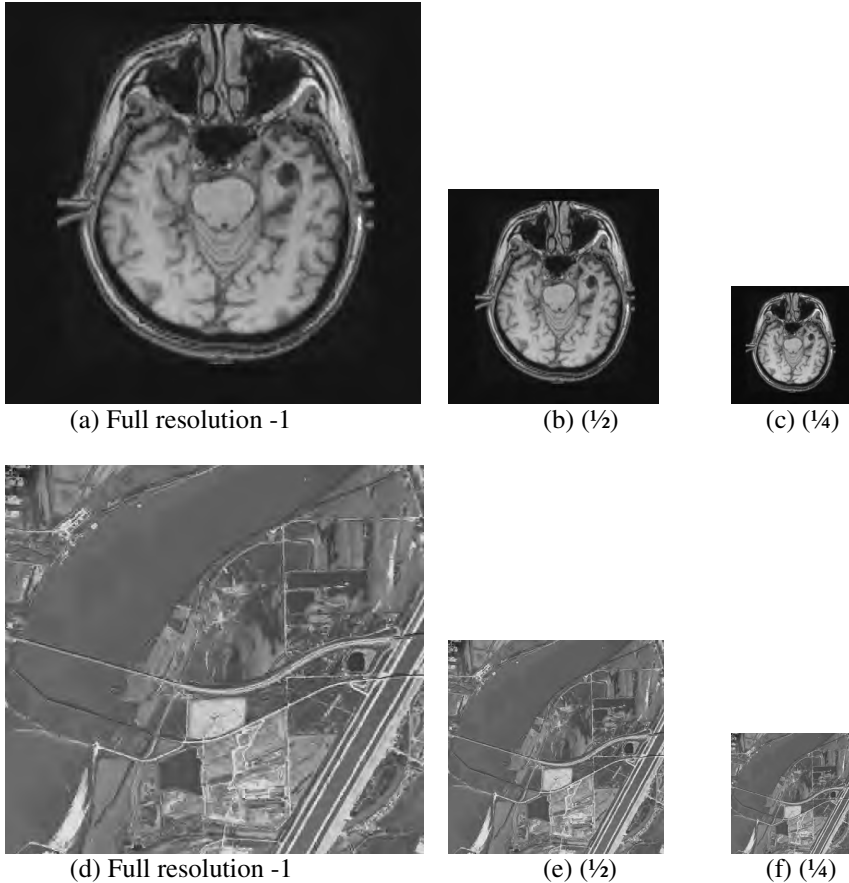 (a) Full resolution -1
(b) (½)
(c) (¼)
(d) Full resolution -1
(e) (½)
(f) (¼)